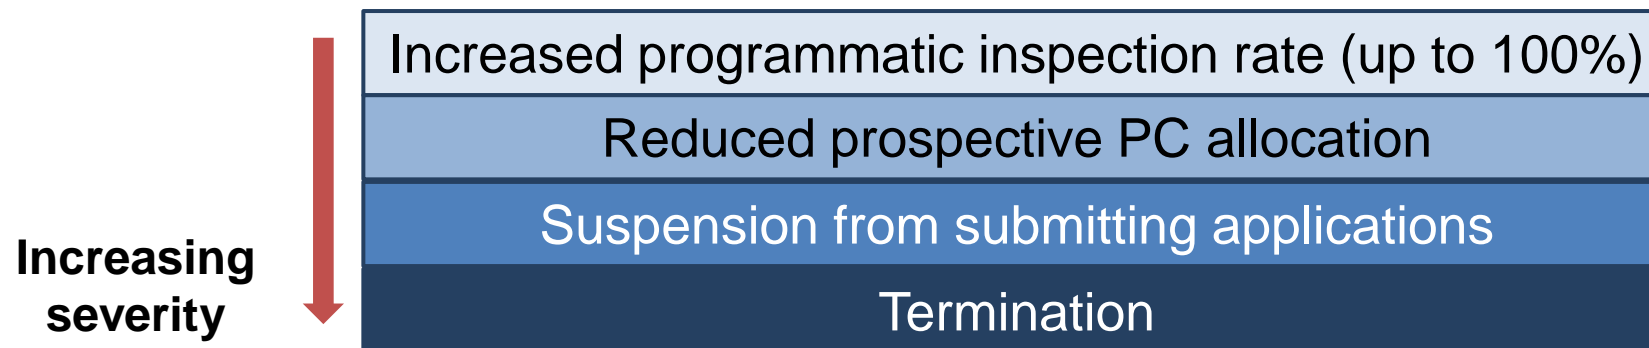 Increased programmatic inspection rate (up to 100%)
Reduced prospective PC allocation
Suspension from submitting applications
Termination
Increasing
severity